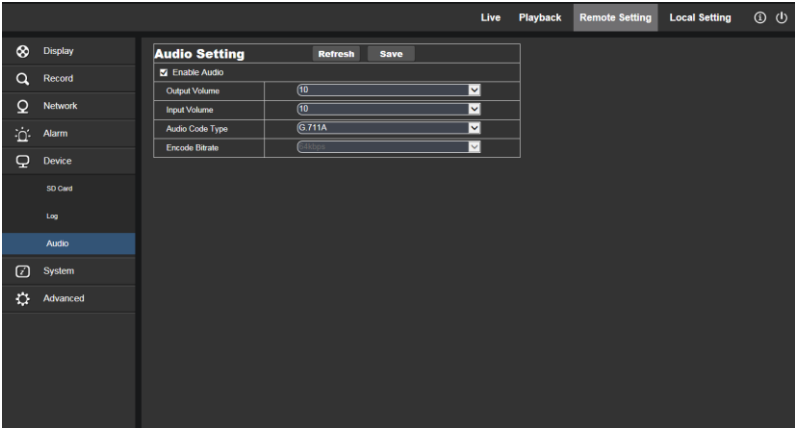 Live Playback Remote Setting Local Setting
Display
Record
Network
Alarm
Device
SD Card
Log
Audio
System
Advanced
Audio Setting Refresh Save
Enable Audio
Output Volume 10
Input Volume 10
Audio Code Type G.711A
Encode Bitrate 64kbps